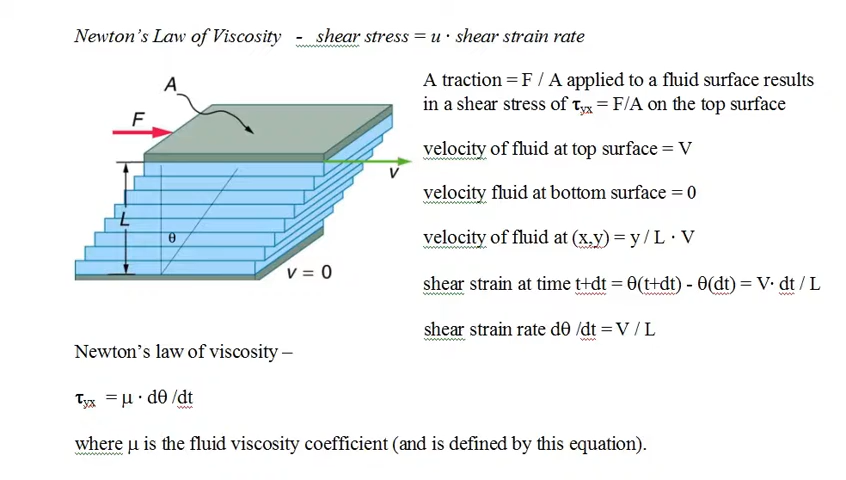 Newton's Law of Viscosity - shear stress = u · shear strain rate
A
F
L
θ
v
v = 0
A traction = F / A applied to a fluid surface results
in a shear stress of τyx = F/A on the top surface
velocity of fluid at top surface = V
velocity fluid at bottom surface = 0
velocity of fluid at (x,y) = y / L · V
shear strain at time t+dt = θ(t+dt) - θ(dt) = V· dt / L
shear strain rate dθ /dt = V / L
Newton's law of viscosity –
τyx = μ · dθ /dt
where μ is the fluid viscosity coefficient (and is defined by this equation).